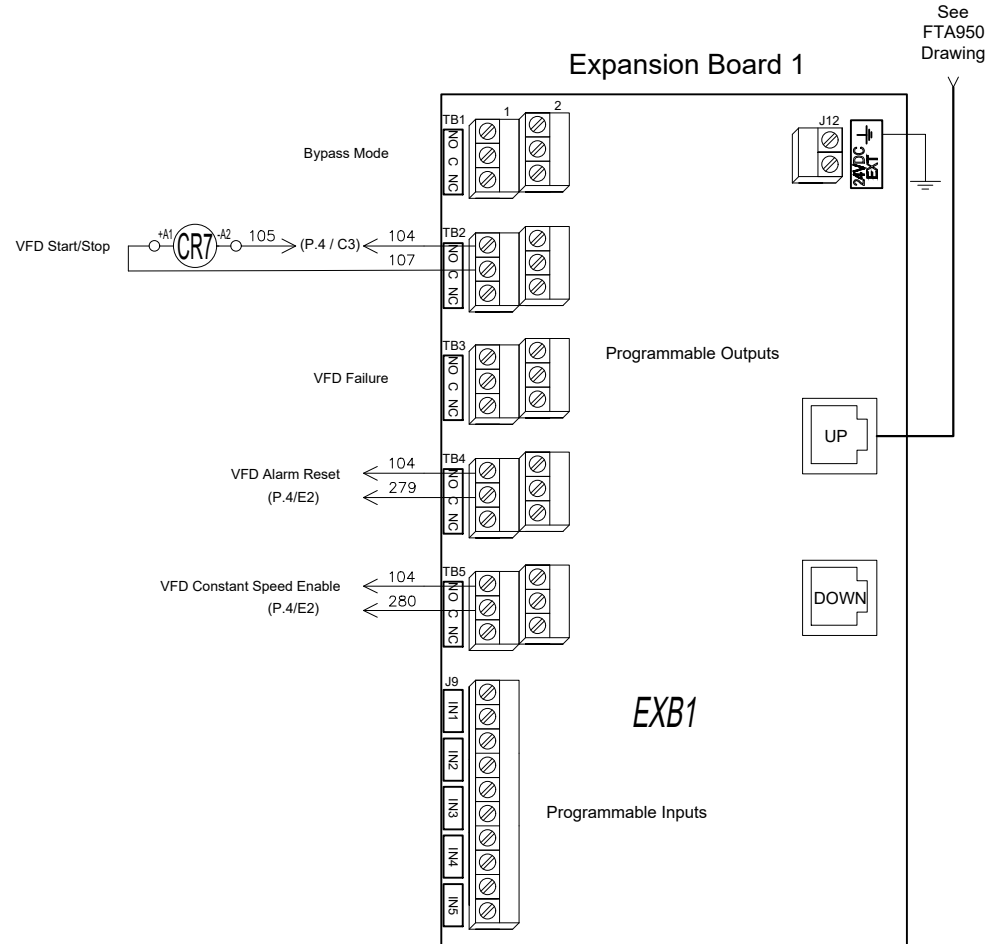 See
FTA950
Drawing
Expansion Board 1
TB1
1
2
J12
Bypass Mode
NO C NC
24VDC
EXT
VFD Start/Stop
+A1
CR7
-A2
105
(P.4 / C3)
104
107
TB2
NO C NC
TB3
VFD Failure
NO C NC
Programmable Outputs
UP
TB4
VFD Alarm Reset
104
(P.4/E2)
279
NO C NC
TB5
VFD Constant Speed Enable
104
(P.4/E2)
280
NO C NC
DOWN
J9
IN1
EXB1
IN2
IN3
Programmable Inputs
IN4
IN5